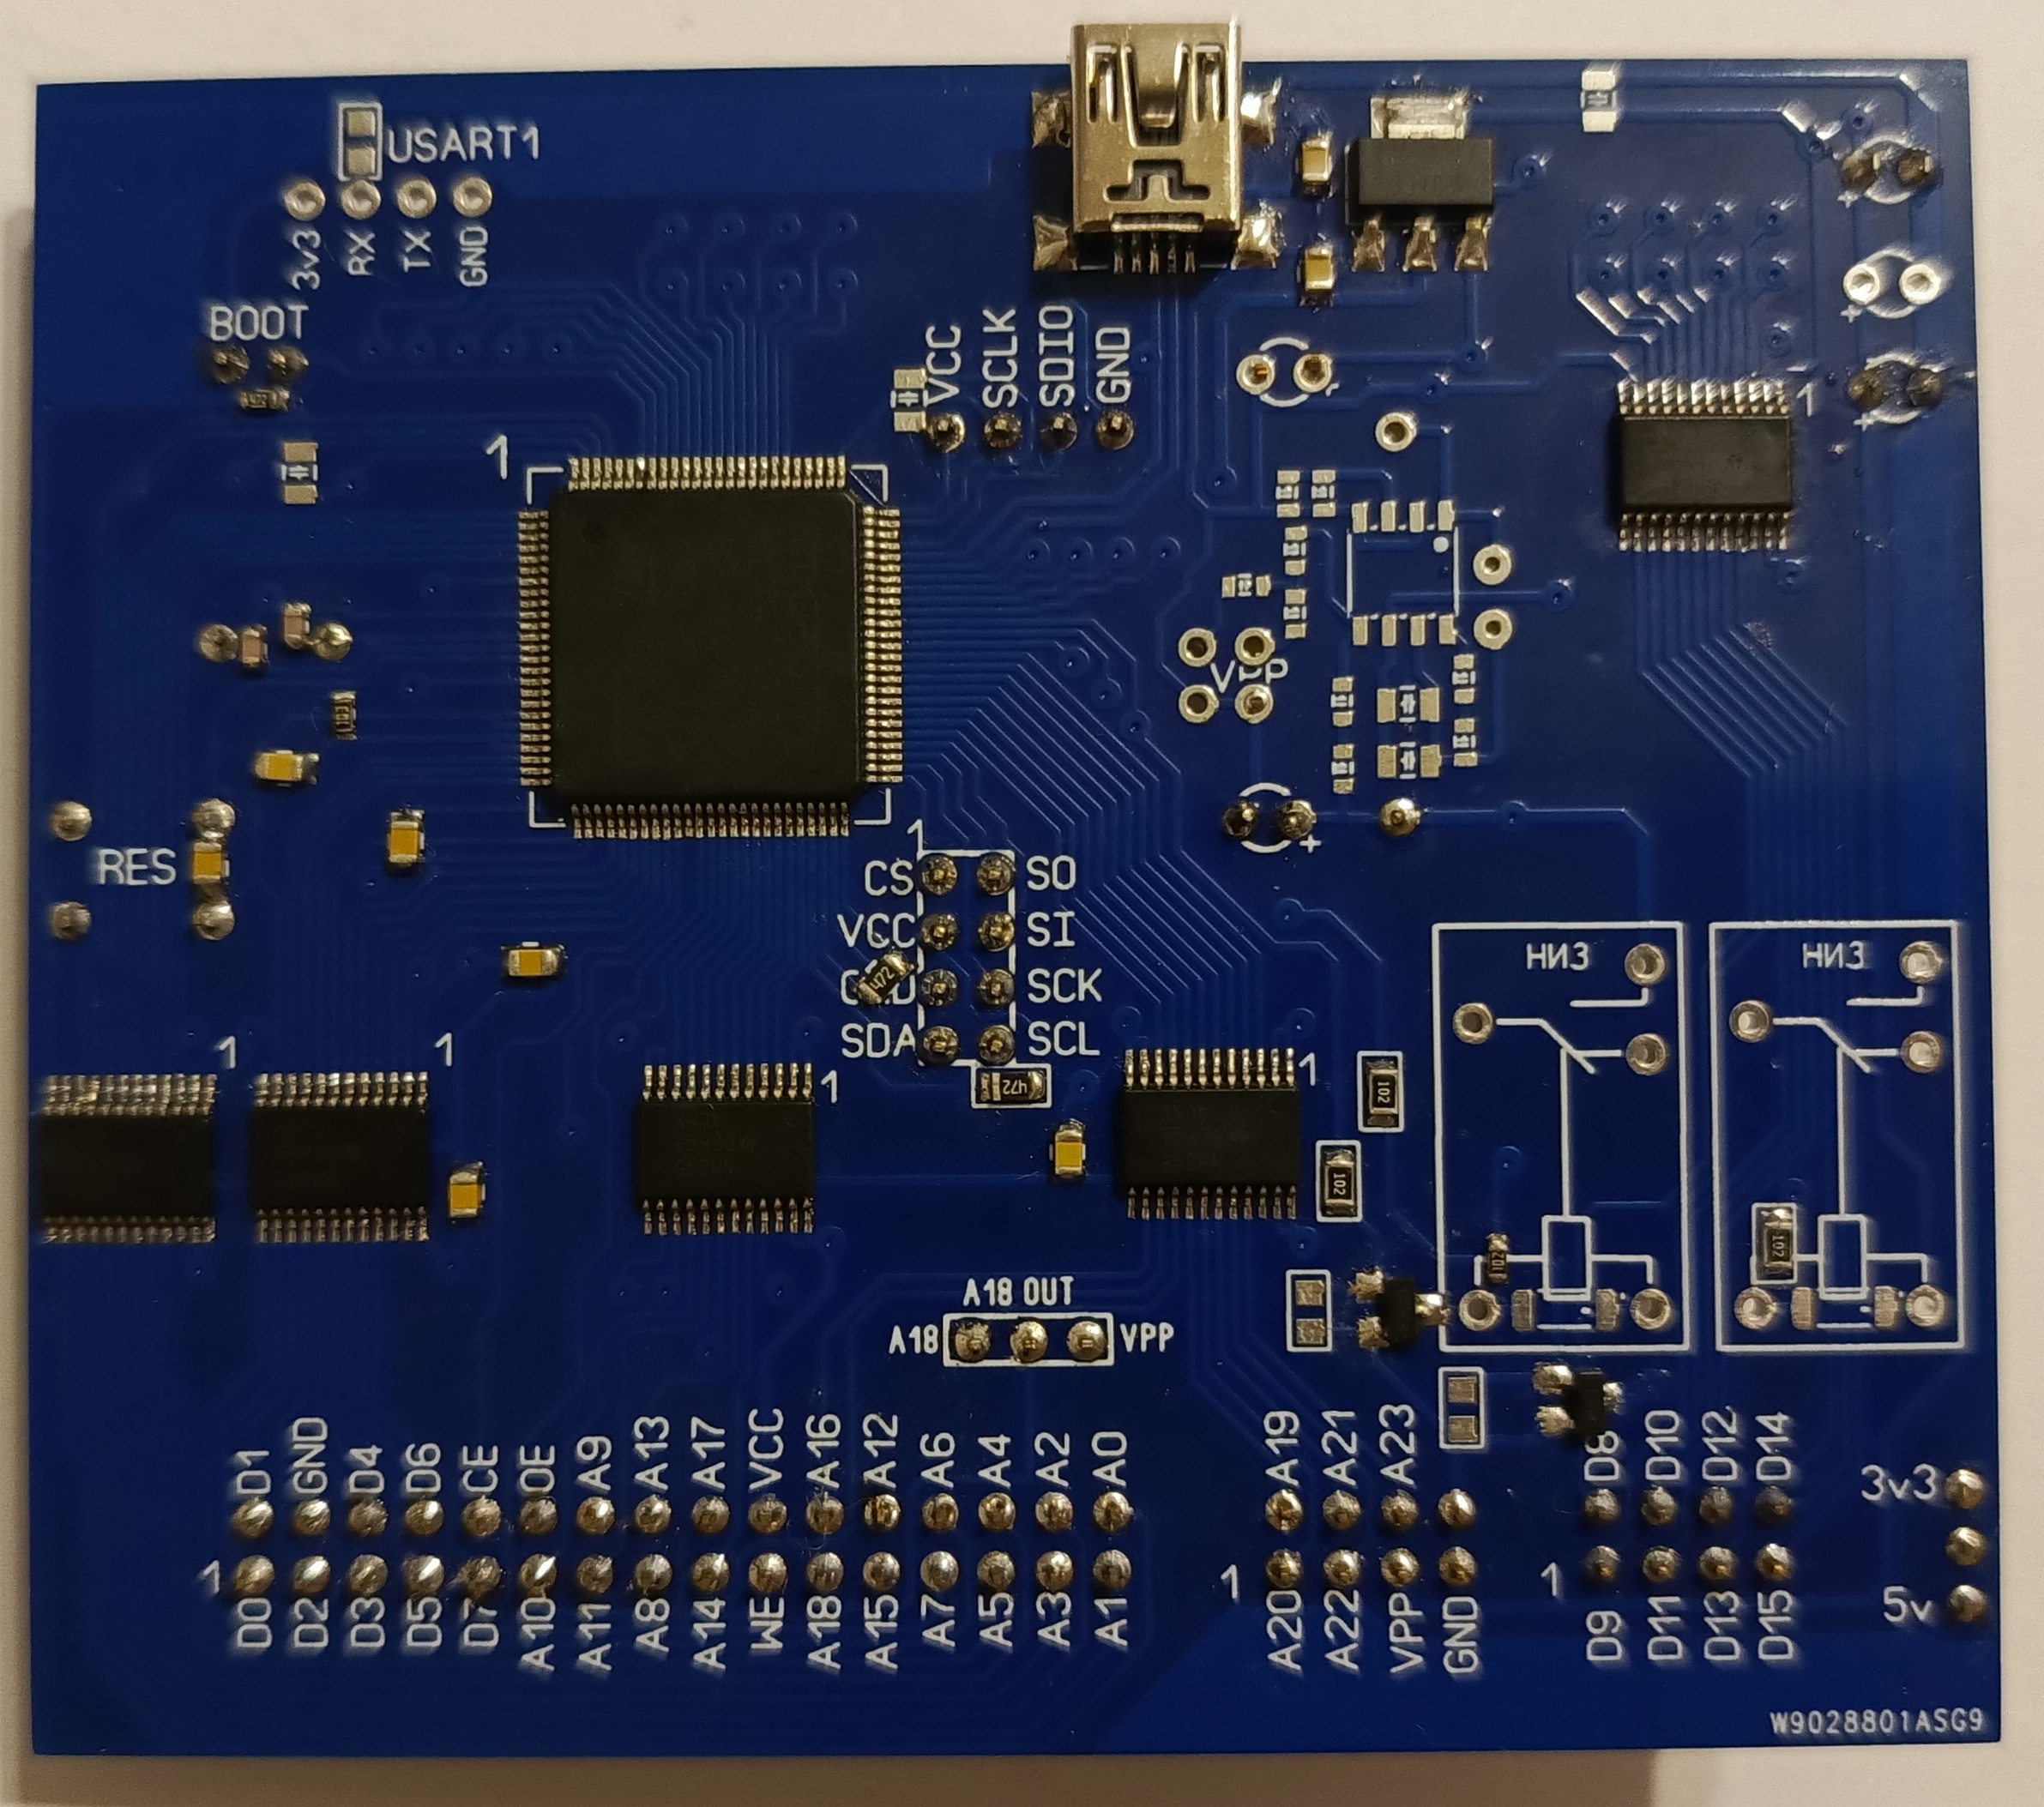 USART1
3v3
RX
TX
GND
BOOT
VCC
SCLK
SDIO
GND
1
1
VPP
RES
1
CS
SO
VCC
SI
SCK
SDA
SCL
472
472
1
1
1
1
НИЗ
НИЗ
102
102
102
A18 OUT
A18
VPP
D1
GND
D4
D6
CE
OE
A9
A13
A17
VCC
A16
A12
A6
A4
A2
A0
1
D0
D2
D3
D5
D7
A10
A11
A8
A14
WE
A18
A15
A7
A5
A3
A1
A19
A21
A23
1
A20
A22
VPP
GND
D8
D10
D12
D14
1
D9
D11
D13
D15
3v3
5v
W9028801ASG9